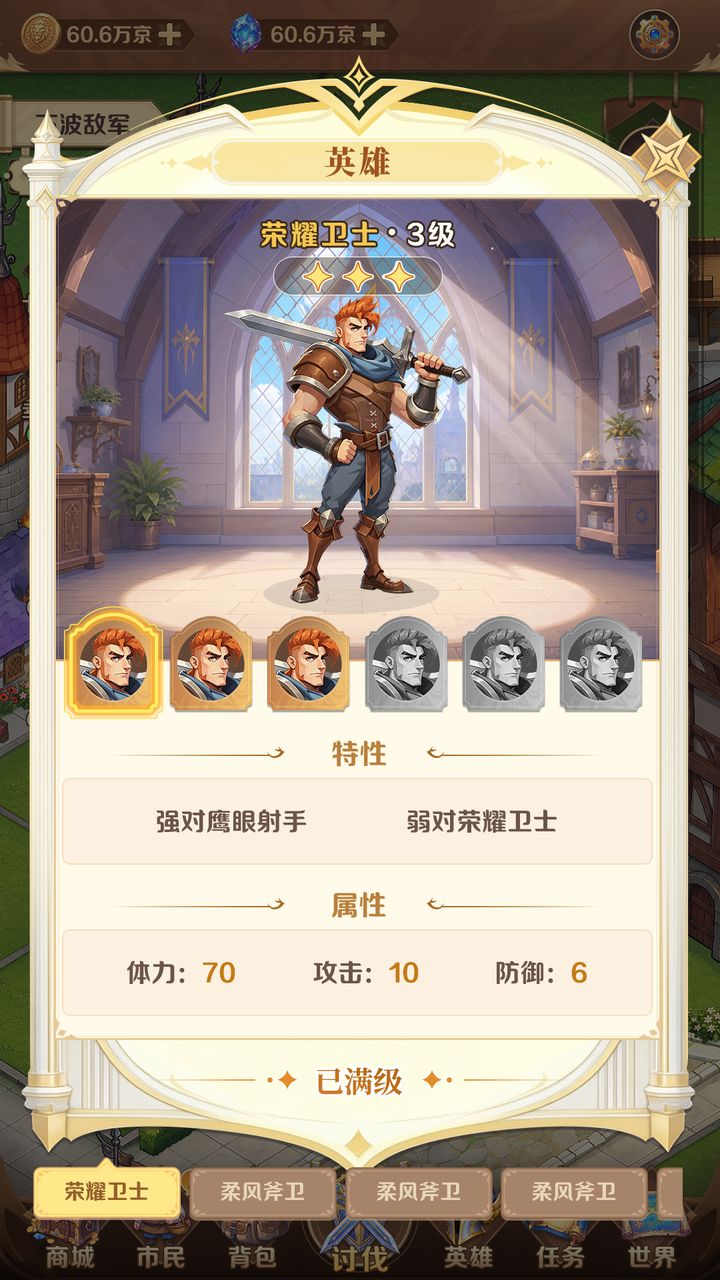 60.6万京 60.6万京
波敌军
英雄
荣耀卫士·3级
特性
强对鹰眼射手 弱对荣耀卫士
属性
体力：70 攻击：10 防御：6
已满级
荣耀卫士 柔风斧卫 柔风斧卫 柔风斧卫
商城 市民 背包 讨伐 英雄 任务 世界